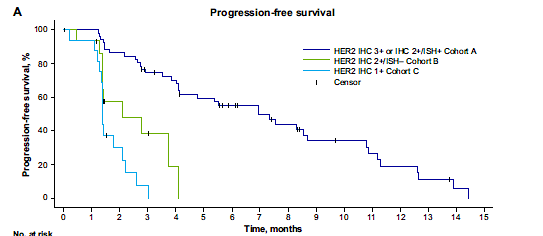 A
Progression-free survival
Progression-free survival, %
100
80
60
40
20
0
HER2 IHC 3+ or IHC 2+/ISH+ Cohort A
HER2 IHC 2+/ISH– Cohort B
HER2 IHC 1+ Cohort C
Censor
0 1 2 3 4 5 6 7 8 9 10 11 12 13 14 15
Time, months
No. at risk